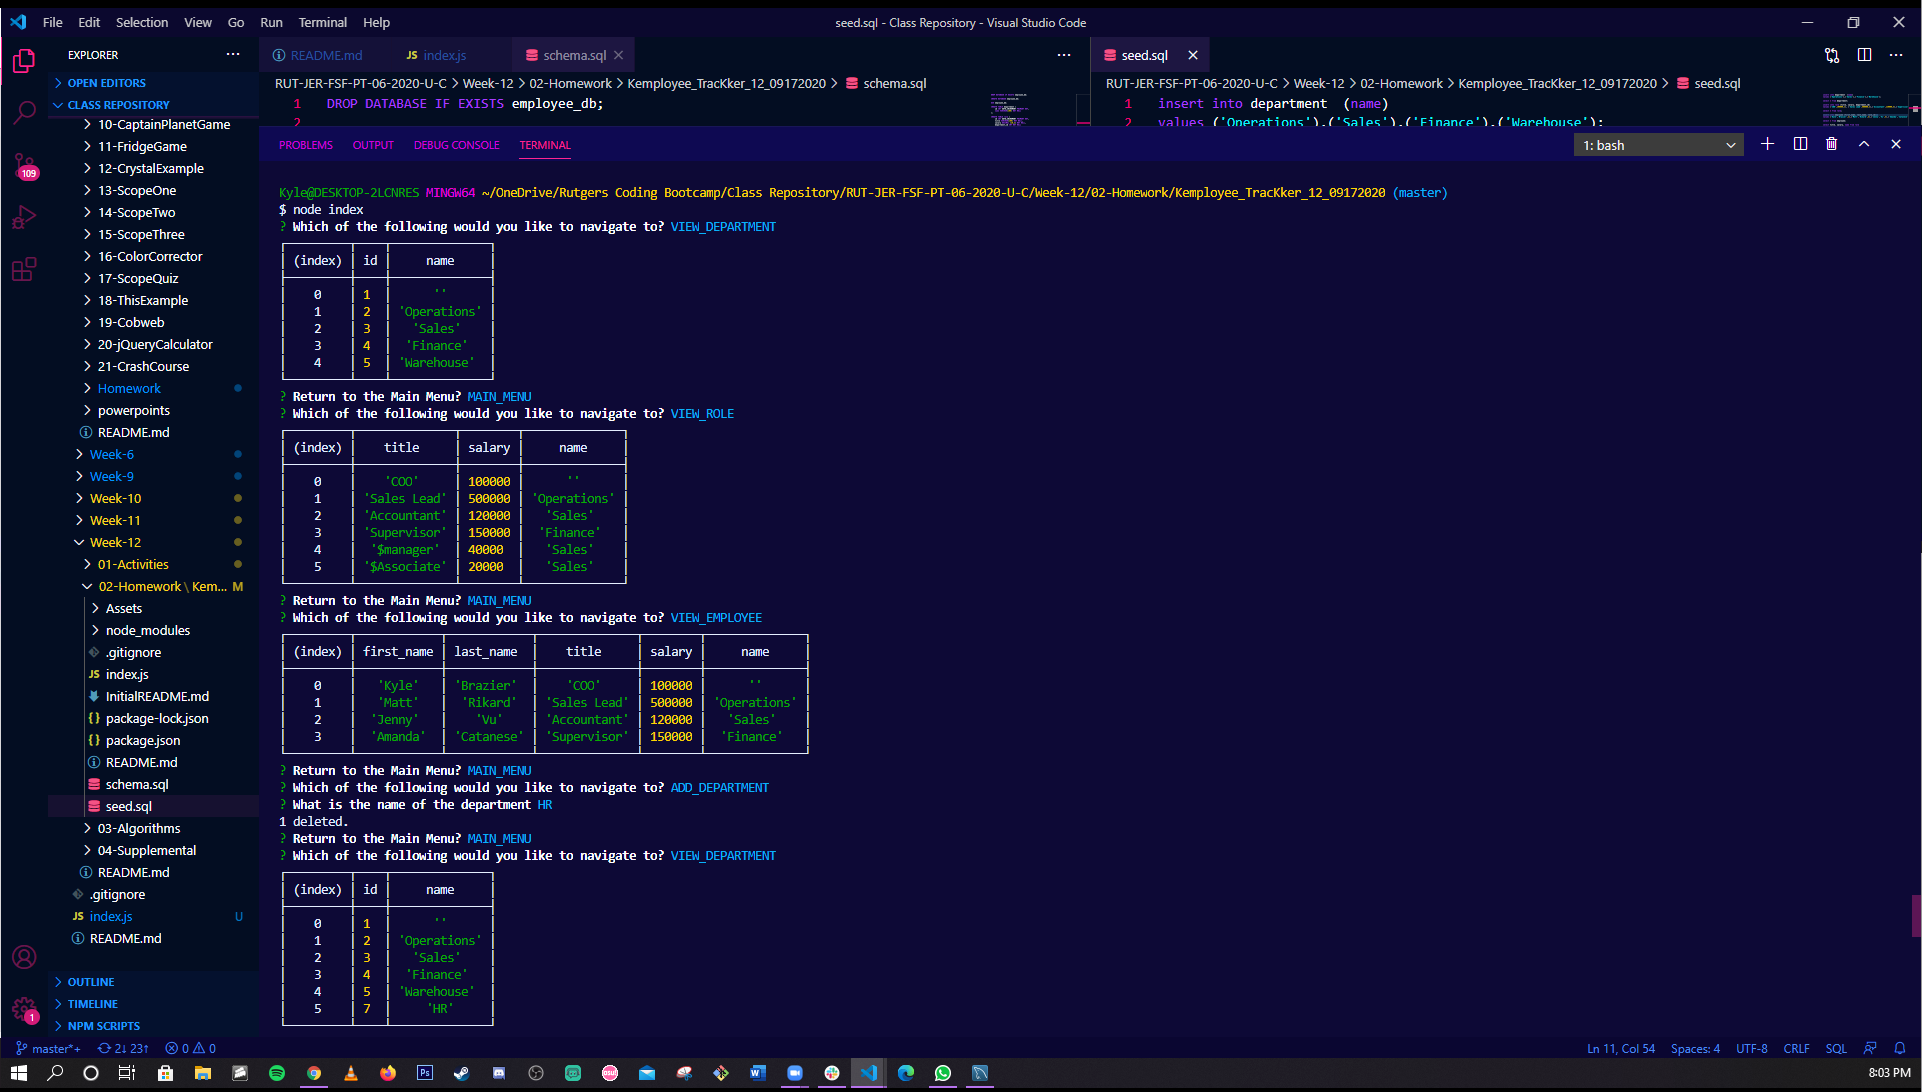 File Edit Selection View Go Run Terminal Help
seed.sql - Class Repository - Visual Studio Code
EXPLORER
OPEN EDITORS
CLASS REPOSITORY
10-CaptainPlanetGame
11-FridgeGame
12-CrystalExample
13-ScopeOne
14-ScopeTwo
15-ScopeThree
16-ColorCorrector
17-ScopeQuiz
18-ThisExample
19-Cobweb
20-jQueryCalculator
21-CrashCourse
Homework
powerpoints
README.md
Week-6
Week-9
Week-10
Week-11
Week-12
01-Activities
02-Homework \ Kem... M
Assets
node_modules
.gitignore
index.js
InitialREADME.md
package-lock.json
package.json
README.md
schema.sql
seed.sql
03-Algorithms
04-Supplemental
README.md
.gitignore
index.js U
README.md
OUTLINE
TIMELINE
NPM SCRIPTS
109
1
README.md JS index.js schema.sql
RUT-JER-FSF-PT-06-2020-U-C > Week-12 > 02-Homework > Kemployee_TracKker_12_09172020 > schema.sql
1 DROP DATABASE IF EXISTS employee_db;
2
seed.sql
RUT-JER-FSF-PT-06-2020-U-C > Week-12 > 02-Homework > Kemployee_TracKker_12_09172020 > seed.sql
1 insert into department (name)
2 values ('Operations'),('Sales'),('Finance'),('Warehouse');
PROBLEMS OUTPUT DEBUG CONSOLE TERMINAL
1: bash
Kyle@DESKTOP-2LCNRES MINGW64 ~/OneDrive/Rutgers Coding Bootcamp/Class Repository/RUT-JER-FSF-PT-06-2020-U-C/Week-12/02-Homework/Kemployee_TracKker_12_09172020 (master)
$ node index
? Which of the following would you like to navigate to? VIEW_DEPARTMENT
(index) id name
0 1 ''
1 2 'Operations'
2 3 'Sales'
3 4 'Finance'
4 5 'Warehouse'
? Return to the Main Menu? MAIN_MENU
? Which of the following would you like to navigate to? VIEW_ROLE
(index) title salary name
0 'COO' 100000 ''
1 'Sales Lead' 500000 'Operations'
2 'Accountant' 120000 'Sales'
3 'Supervisor' 150000 'Finance'
4 '$manager' 40000 'Sales'
5 '$Associate' 20000 'Sales'
? Return to the Main Menu? MAIN_MENU
? Which of the following would you like to navigate to? VIEW_EMPLOYEE
(index) first_name last_name title salary name
0 'Kyle' 'Brazier' 'COO' 100000 ''
1 'Matt' 'Rikard' 'Sales Lead' 500000 'Operations'
2 'Jenny' 'Vu' 'Accountant' 120000 'Sales'
3 'Amanda' 'Catanese' 'Supervisor' 150000 'Finance'
? Return to the Main Menu? MAIN_MENU
? Which of the following would you like to navigate to? ADD_DEPARTMENT
? What is the name of the department HR
1 deleted.
? Return to the Main Menu? MAIN_MENU
? Which of the following would you like to navigate to? VIEW_DEPARTMENT
(index) id name
0 1 ''
1 2 'Operations'
2 3 'Sales'
3 4 'Finance'
4 5 'Warehouse'
5 7 'HR'
master*+ 2↓ 23↑ 0 0
Ln 11, Col 54 Spaces: 4 UTF-8 CRLF SQL
8:03 PM